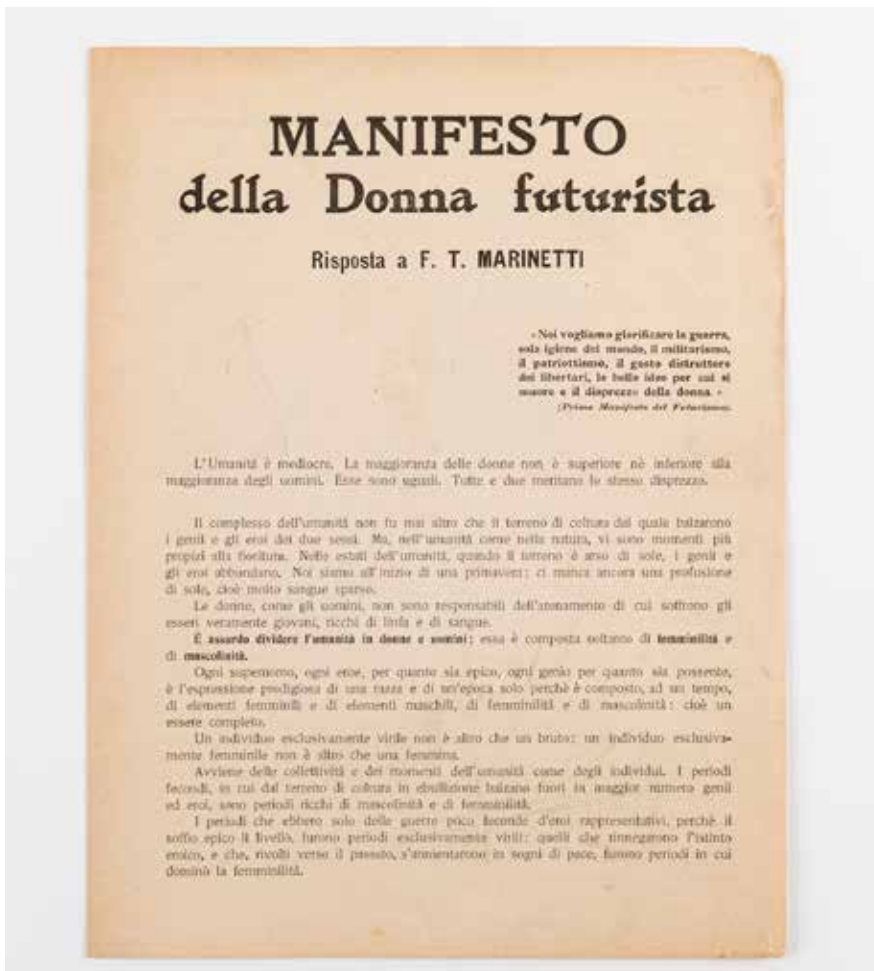 MANIFESTO
della Donna futurista
Risposta a F. T. MARINETTI
« Noi vogliamo glorificare la guerra,
sola igiene del mondo, il militarismo,
il patriottismo, il gesto distruttore
dei libertari, le belle idee per cui si
muore e il disprezzo della donna. »
(Primo Manifesto del Futurismo).
L'Umanità è mediocre. La maggioranza delle donne non è superiore nè inferiore alla
maggioranza degli uomini. Esse sono uguali. Tutte e due meritano lo stesso disprezzo.
Il complesso dell'umanità non fu mai altro che il terreno di coltura dal quale balzarono
i genii e gli eroi dei due sessi. Ma, nell'umanità come nella natura, vi sono momenti più
propizi alla fioritura. Nelle estati dell'umanità, quando il terreno è arso di sole, i genii e
gli eroi abbondano. Noi siamo all'inizio di una primavera; ci manca ancora una profusione
di sole, cioè molto sangue sparso.
Le donne, come gli uomini, non sono responsabili dell'arenamento di cui soffrono gli
esseri veramente giovani, ricchi di linfa e di sangue.
È assurdo dividere l'umanità in donne e uomini; essa è composta soltanto di femminilità e
di mascolinità.
Ogni superuomo, ogni eroe, per quanto sia epico, ogni genio per quanto sia possente,
è l'espressione prodigiosa di una razza e di un'epoca solo perchè è composto, ad un tempo,
di elementi femminili e di elementi maschili, di femminilità e di mascolinità: cioè un
essere completo.
Un individuo esclusivamente virile non è altro che un bruto; un individuo esclusiva-
mente femminile non è altro che una femmina.
Avviene delle collettività e dei momenti dell'umanità come degli individui. I periodi
fecondi, in cui dal terreno di coltura in ebullizione balzano fuori in maggior numero genii
ed eroi, sono periodi ricchi di mascolinità e di femminilità.
I periodi che ebbero solo delle guerre poco feconde d'eroi rappresentativi, perchè il
soffio epico li livellò, furono periodi esclusivamente virili; quelli che rinnegarono l'istinto
eroico, e che, rivolti verso il passato, s'annientarono in sogni di pace, furono periodi in cui
dominò la femminilità.